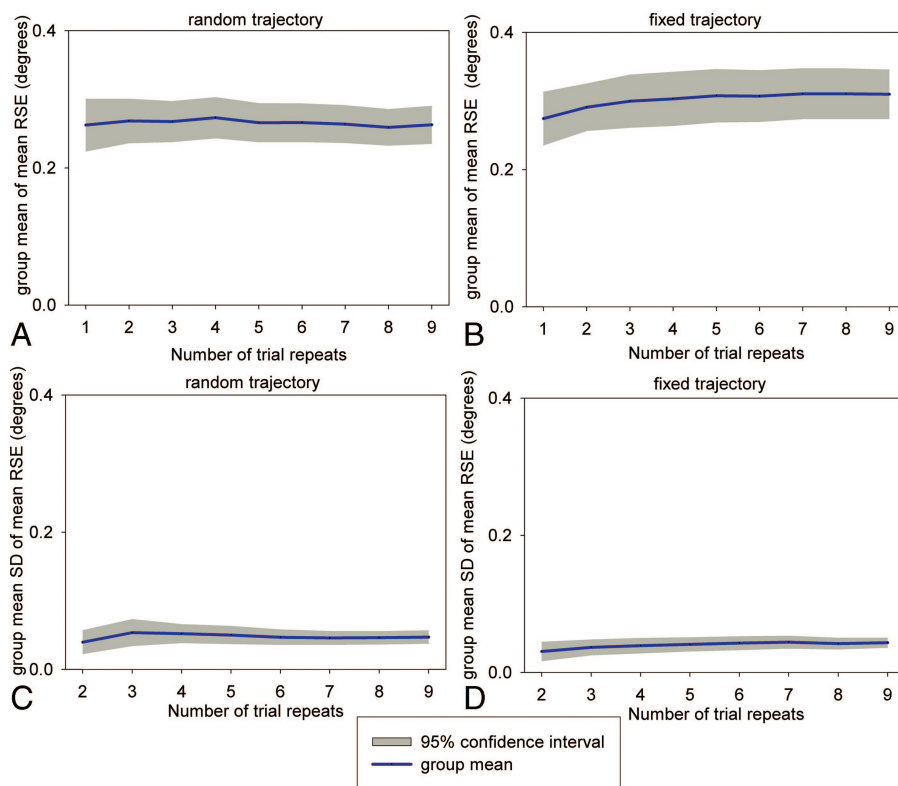 random trajectory
group mean of mean RSE (degrees)
0.4
0.2
0.0
1 2 3 4 5 6 7 8 9
Number of trial repeats
A
fixed trajectory
group mean of mean RSE (degrees)
0.4
0.2
0.0
1 2 3 4 5 6 7 8 9
Number of trial repeats
B
random trajectory
group mean SD of mean RSE (degrees)
0.4
0.2
0.0
2 3 4 5 6 7 8 9
Number of trial repeats
C
fixed trajectory
group mean SD of mean RSE (degrees)
0.4
0.2
0.0
2 3 4 5 6 7 8 9
Number of trial repeats
D
95% confidence interval
group mean